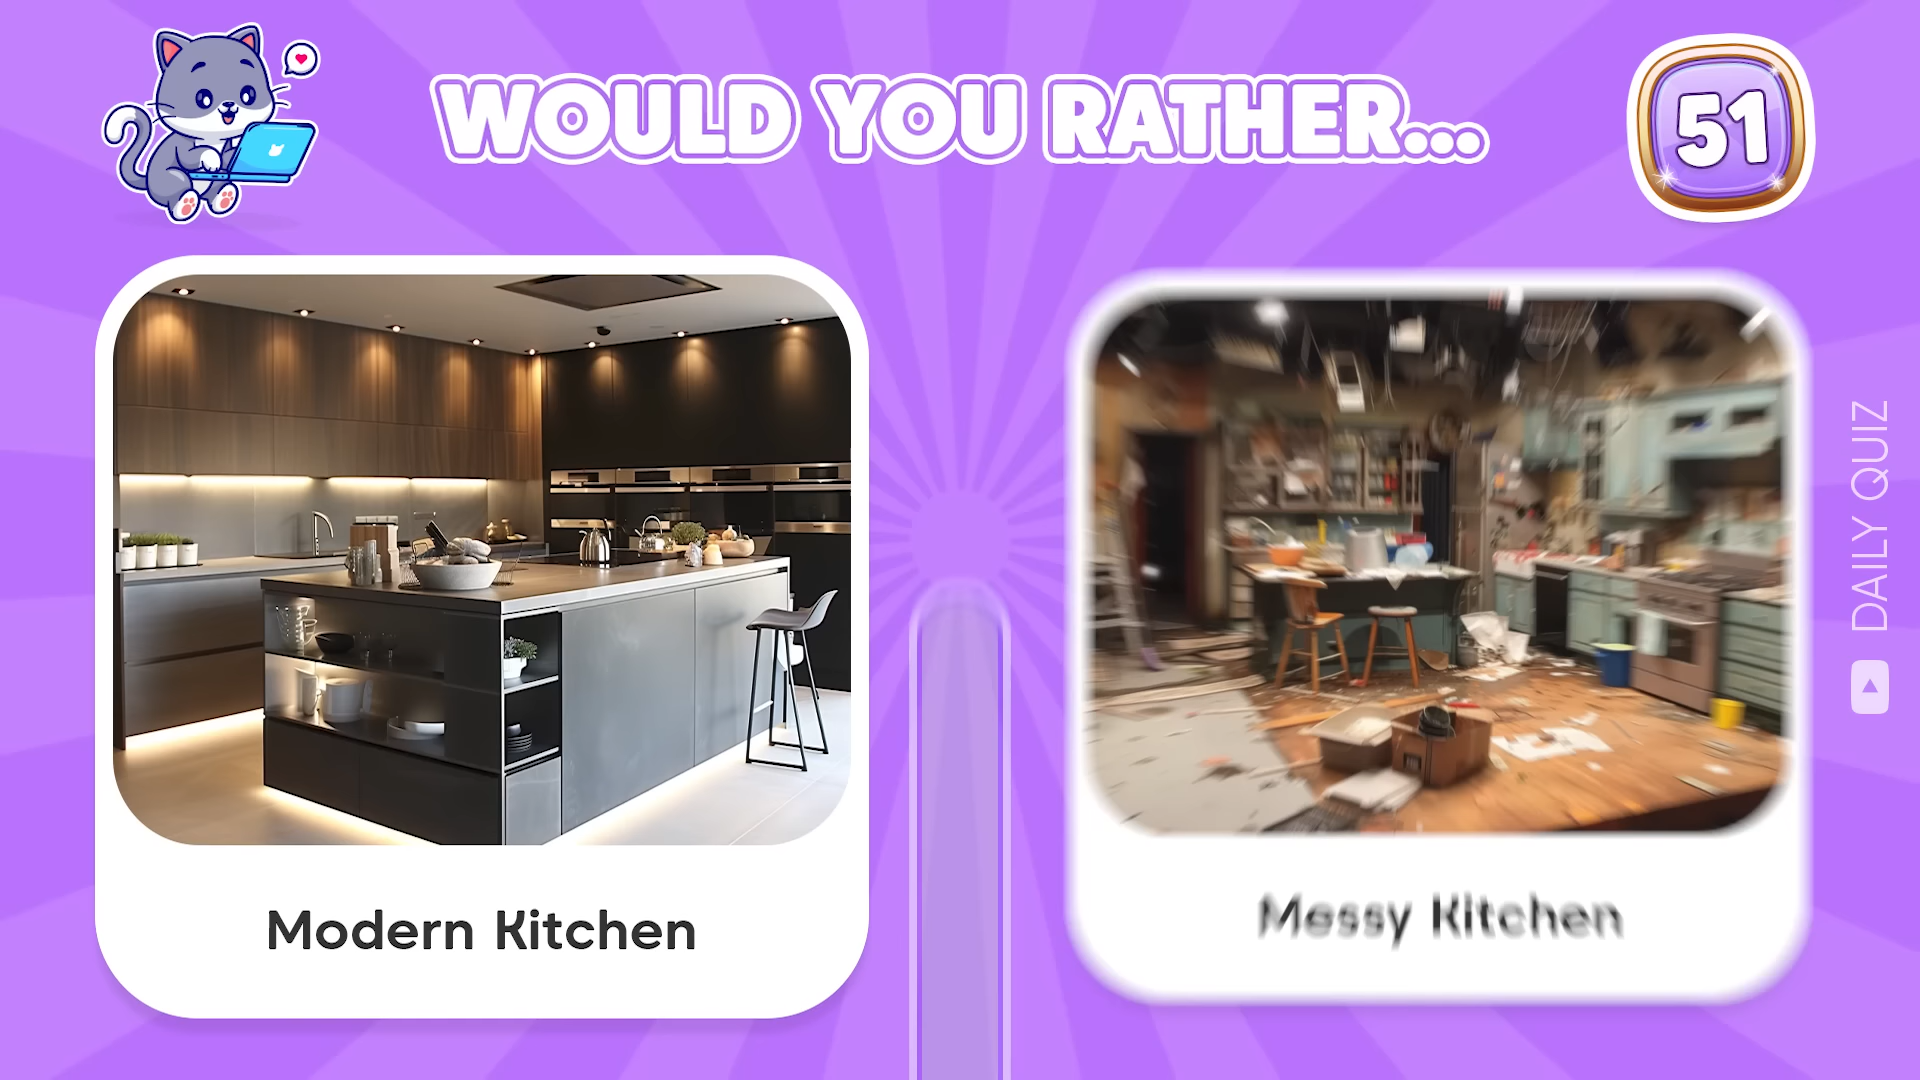 WOULD YOU RATHER...
51
Modern Kitchen
Messy Kitchen
DAILY QUIZ